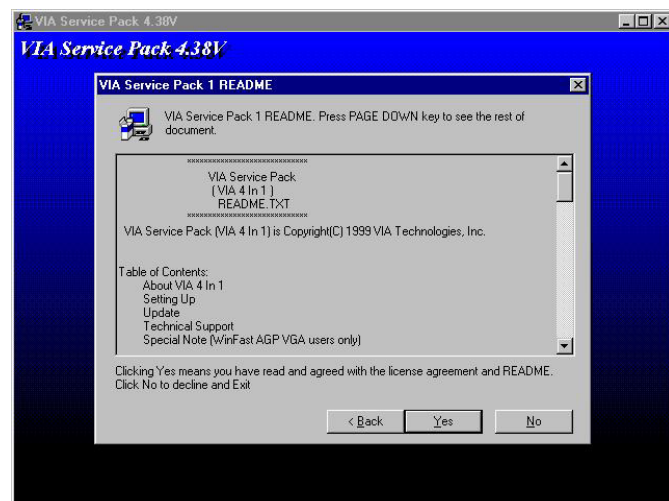 VIA Service Pack 4.38V
VIA Service Pack 4.38V
VIA Service Pack 1 README
VIA Service Pack 1 README. Press PAGE DOWN key to see the rest of
document.
xxxxxxxxxxxxxxxxxxxxxxxxxxxx
VIA Service Pack
( VIA 4 In 1 )
README.TXT
xxxxxxxxxxxxxxxxxxxxxxxxxxxx
VIA Service Pack (VIA 4 In 1) is Copyright(C) 1999 VIA Technologies, Inc.
Table of Contents:
About VIA 4 In 1
Setting Up
Update
Technical Support
Special Note (WinFast AGP VGA users only)
Clicking Yes means you have read and agreed with the license agreement and README.
Click No to decline and Exit
< Back
Yes
No